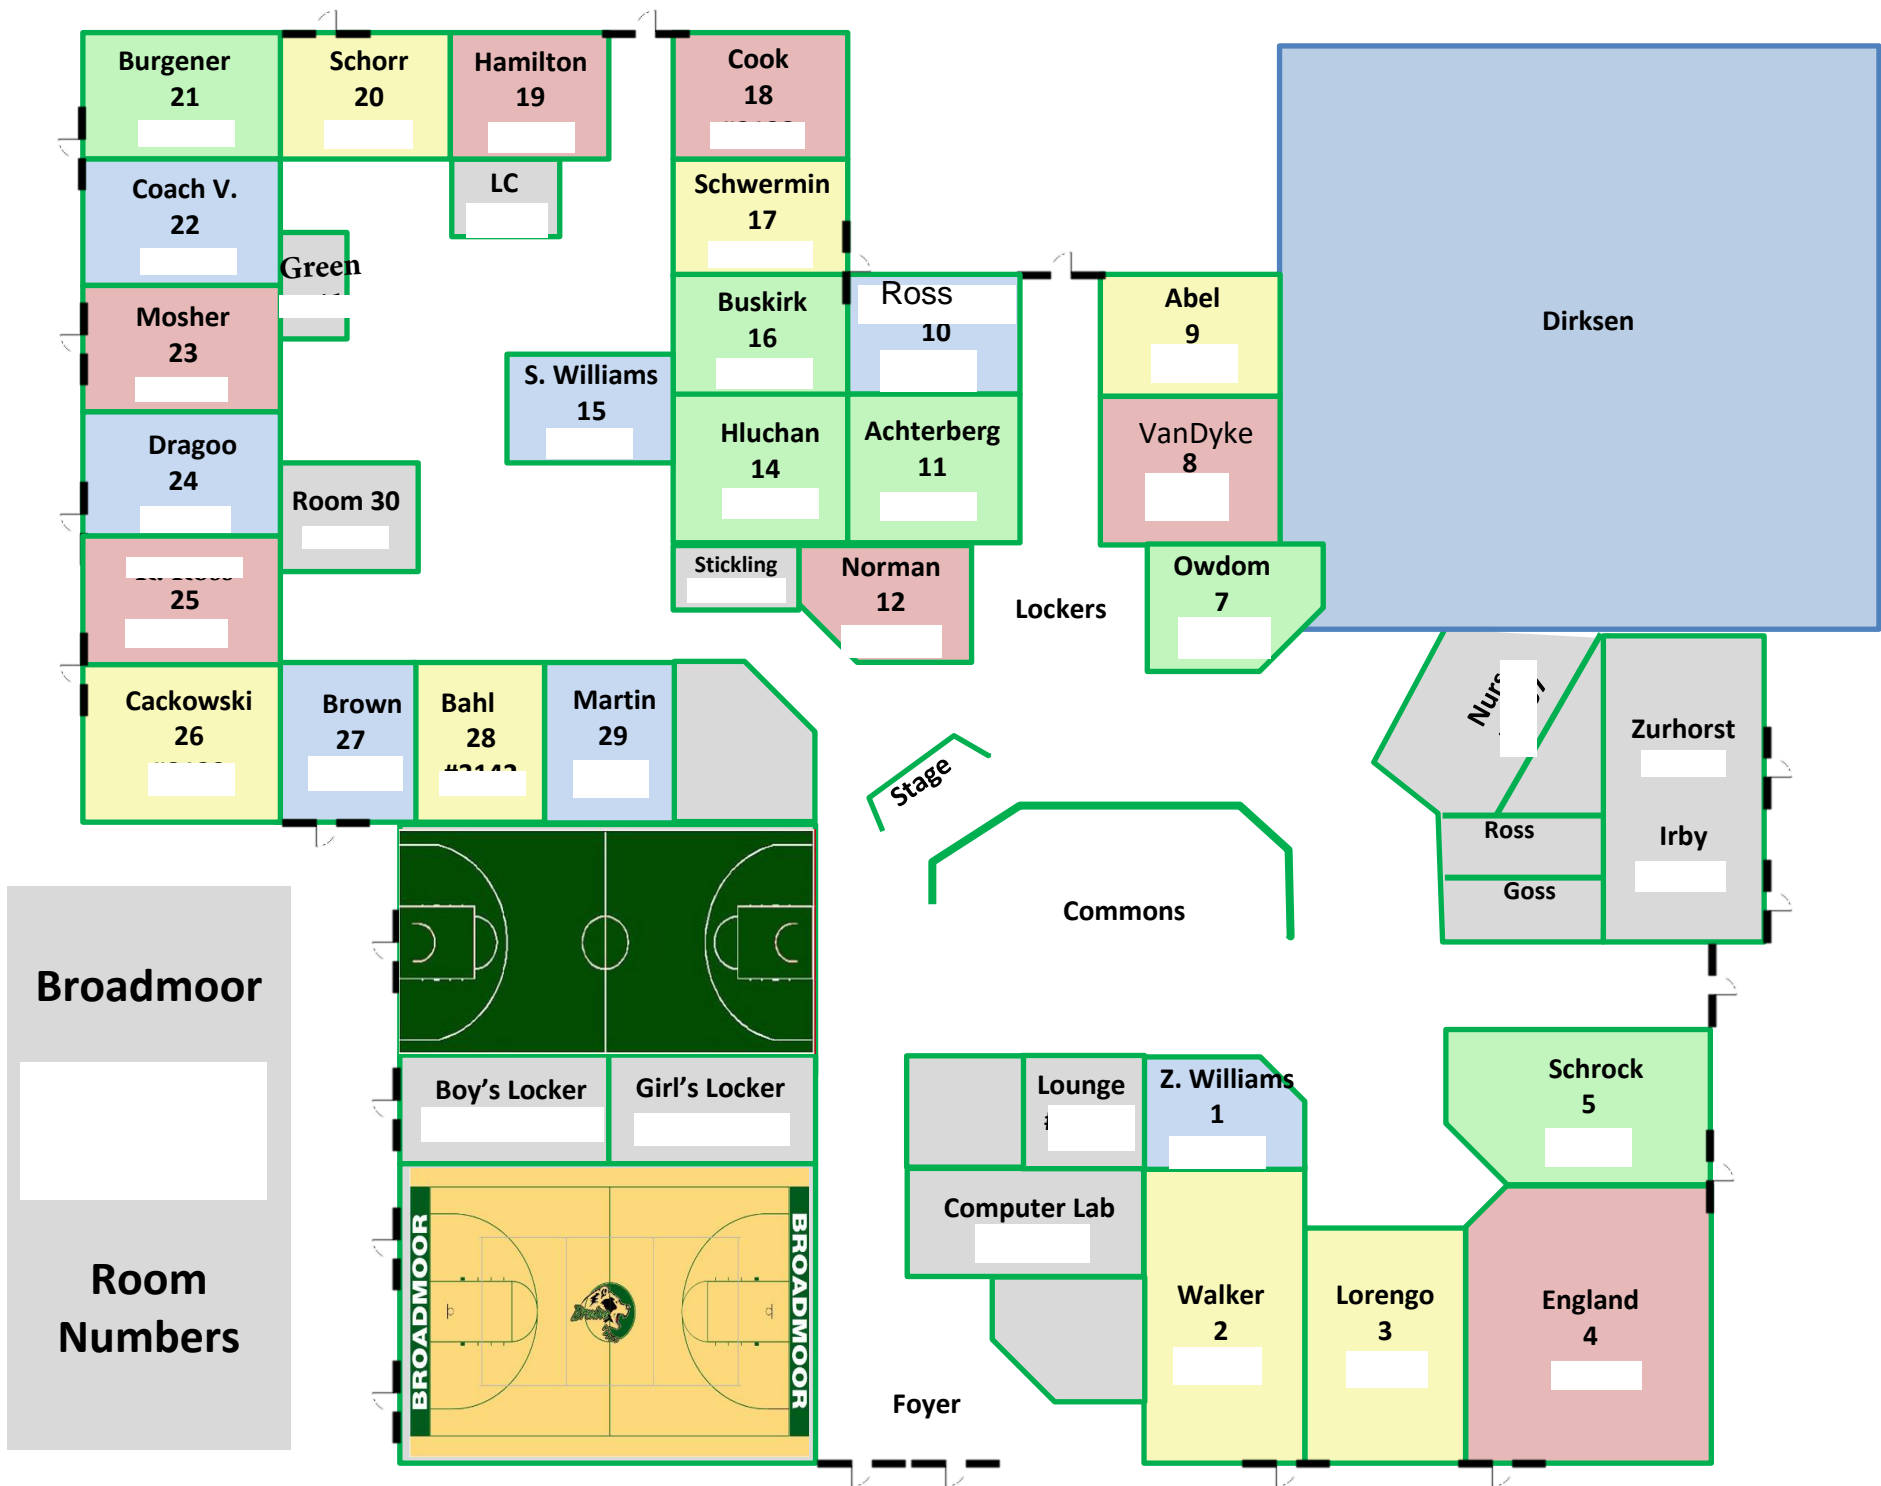 Burgener
21
Schorr
20
Hamilton
19
Cook
18
Coach V.
22
LC
Schwermin
17
Green
Mosher
23
Buskirk
16
Ross
10
Abel
9
Dirksen
S. Williams
15
Dragoo
24
Hluchan
14
Achterberg
11
VanDyke
8
Room 30
25
Stickling
Norman
12
Lockers
Owdom
7
Cackowski
26
Brown
27
Bahl
28
Martin
29
Stage
Zurhorst
Ross
Irby
Goss
Commons
Broadmoor
Room
Numbers
Boy's Locker
Girl's Locker
Lounge
Z. Williams
1
Schrock
5
Computer Lab
BROADMOOR
BROADMOOR
Walker
2
Lorengo
3
England
4
Foyer